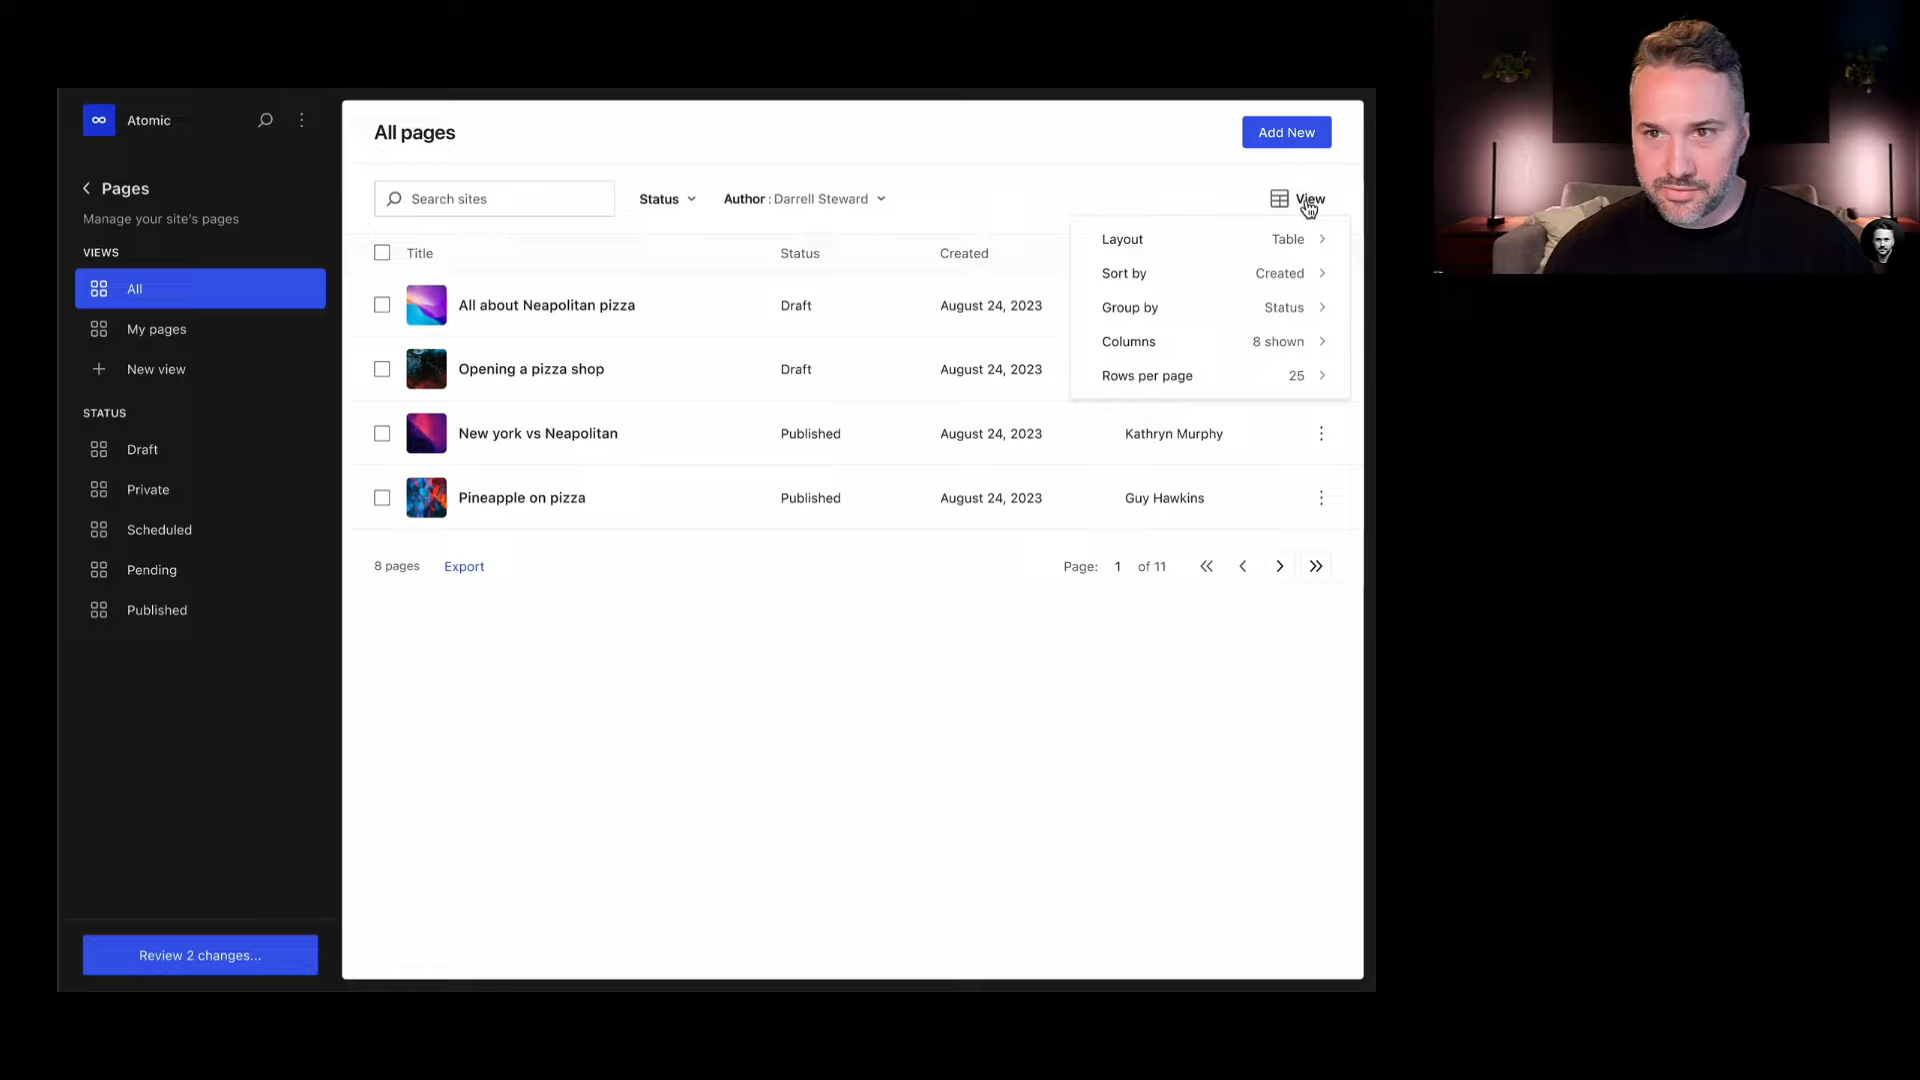 Atomic
Pages
Manage your site's pages
VIEWS
All
My pages
New view
STATUS
Draft
Private
Scheduled
Pending
Published
Review 2 changes...
All pages
Add New
Search sites
Status
Author : Darrell Steward
View
Title
Status
Created
Layout Table
Sort by Created
Group by Status
Columns 8 shown
Rows per page 25
All about Neapolitan pizza Draft August 24, 2023
Opening a pizza shop Draft August 24, 2023
New york vs Neapolitan Published August 24, 2023 Kathryn Murphy
Pineapple on pizza Published August 24, 2023 Guy Hawkins
8 pages Export Page: 1 of 11